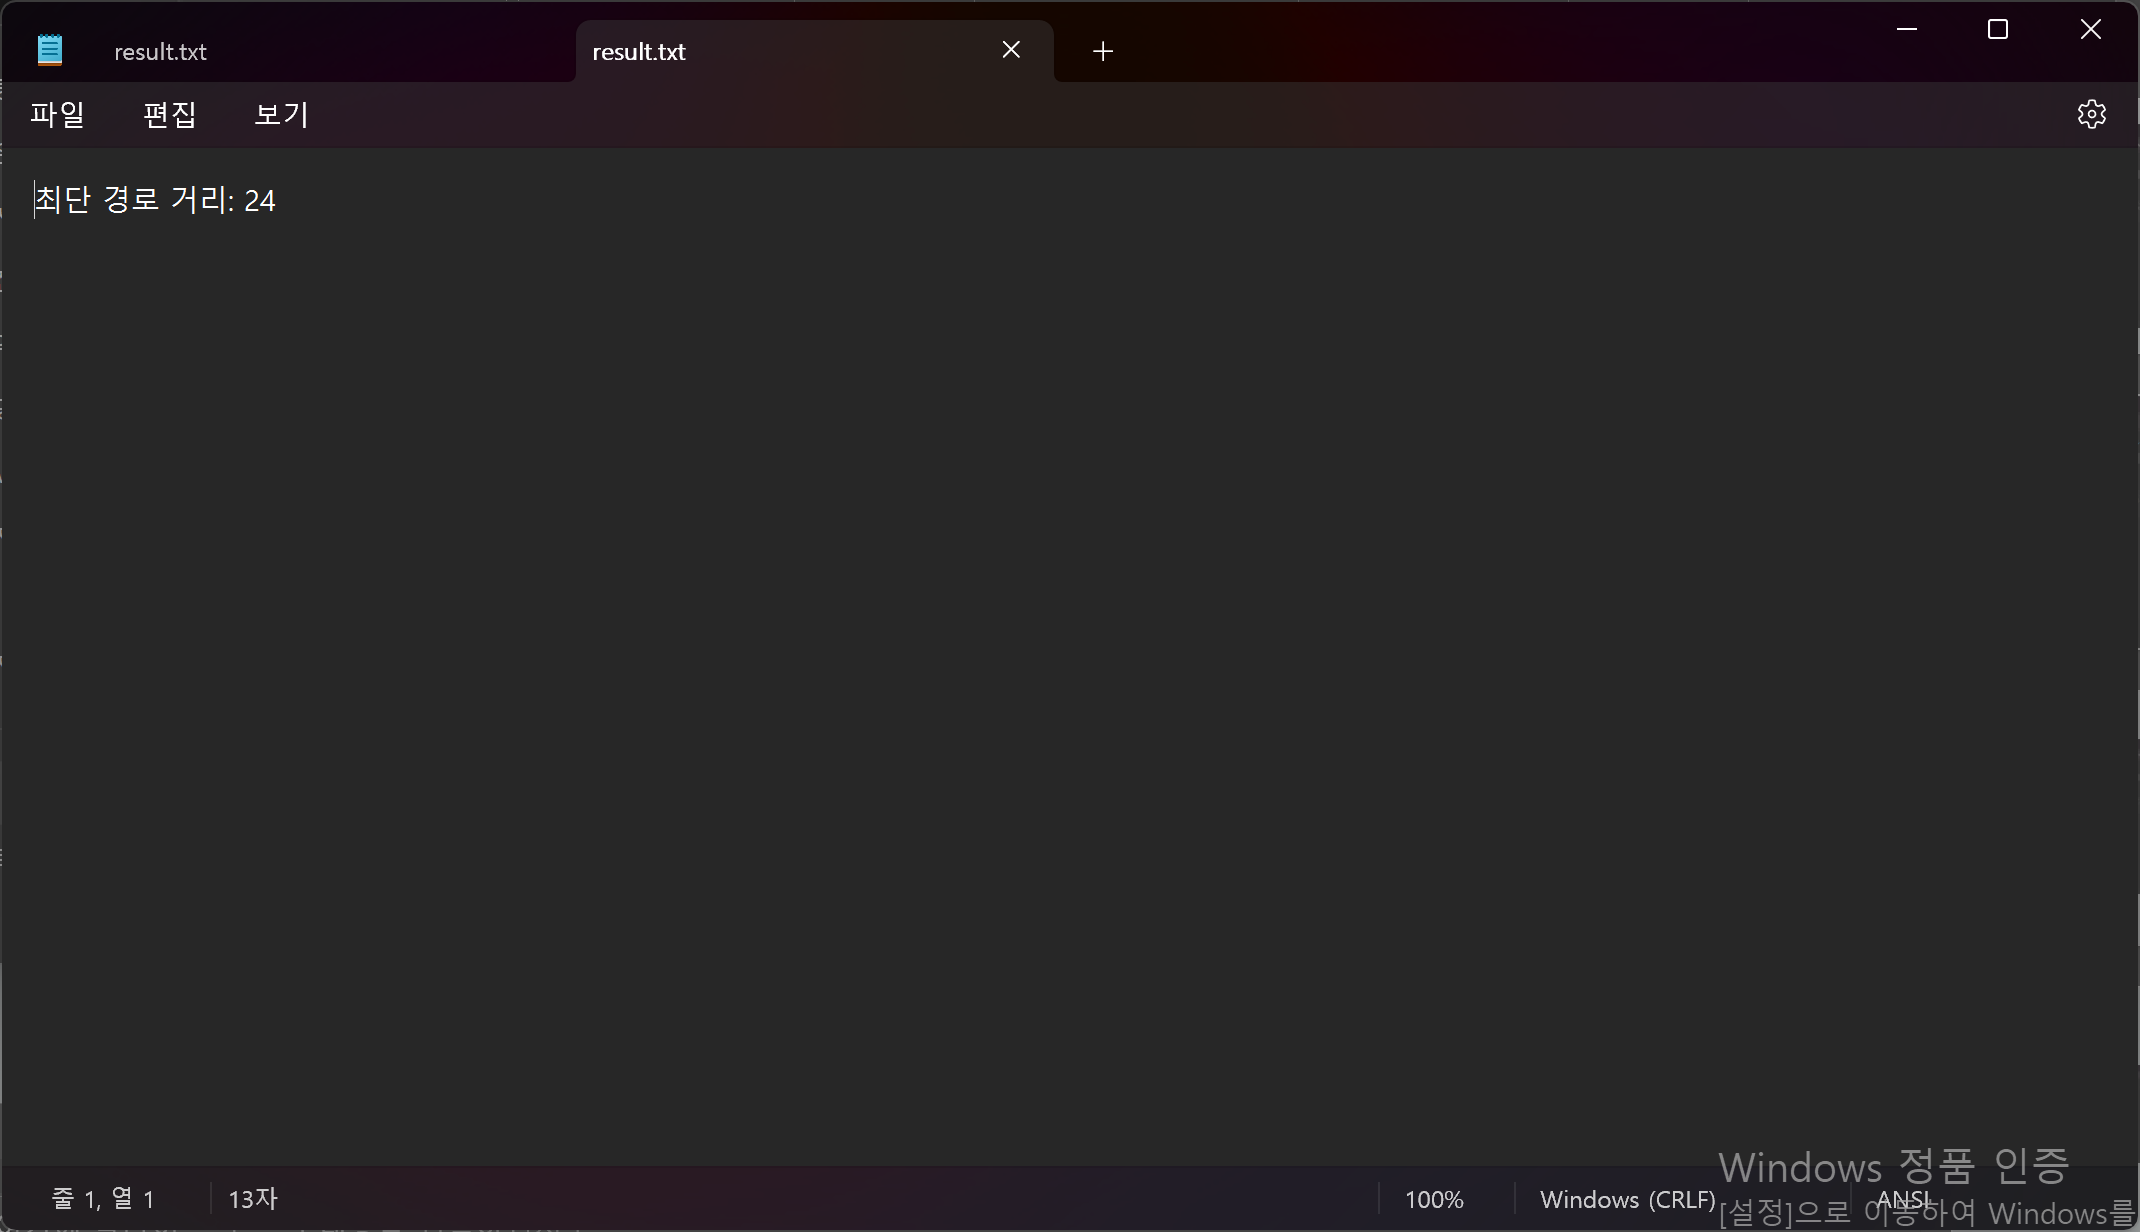 result.txt
result.txt
파일 편집 보기
최단 경로 거리: 24
Windows 정품 인증
줄 1, 열 1 13자 100% Windows (CRLF) ANSI
[설정]으로 이동하여 Windows를